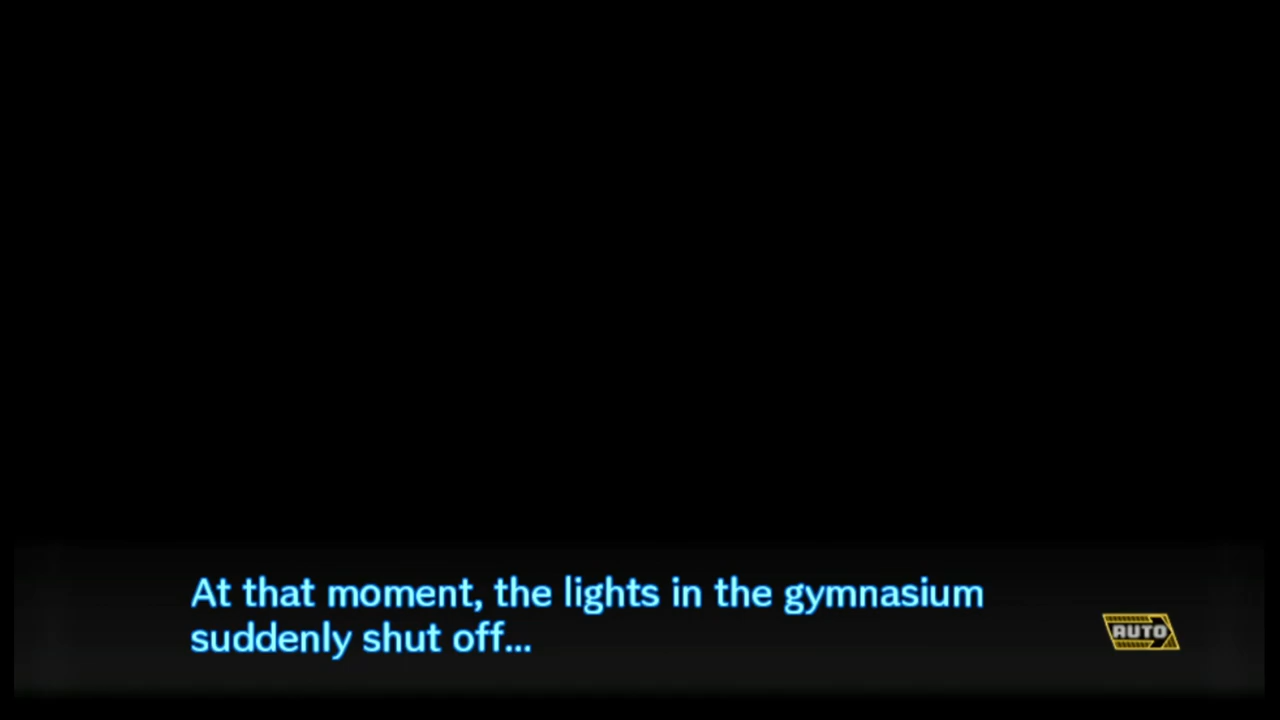 At that moment, the lights in the gymnasium
suddenly shut off...
AUTO